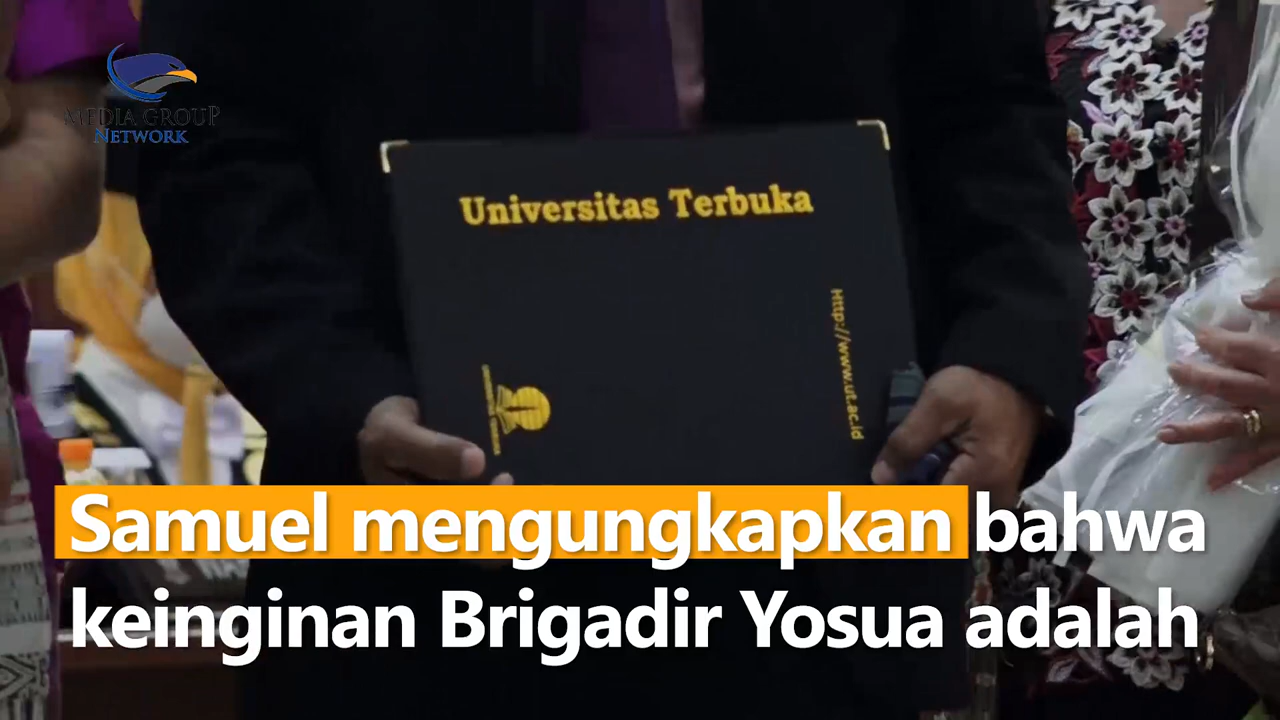 MEDIA GROUP
NETWORK
Universitas Terbuka
Http://www.ut.ac.id
Samuel mengungkapkan bahwa
keinginan Brigadir Yosua adalah